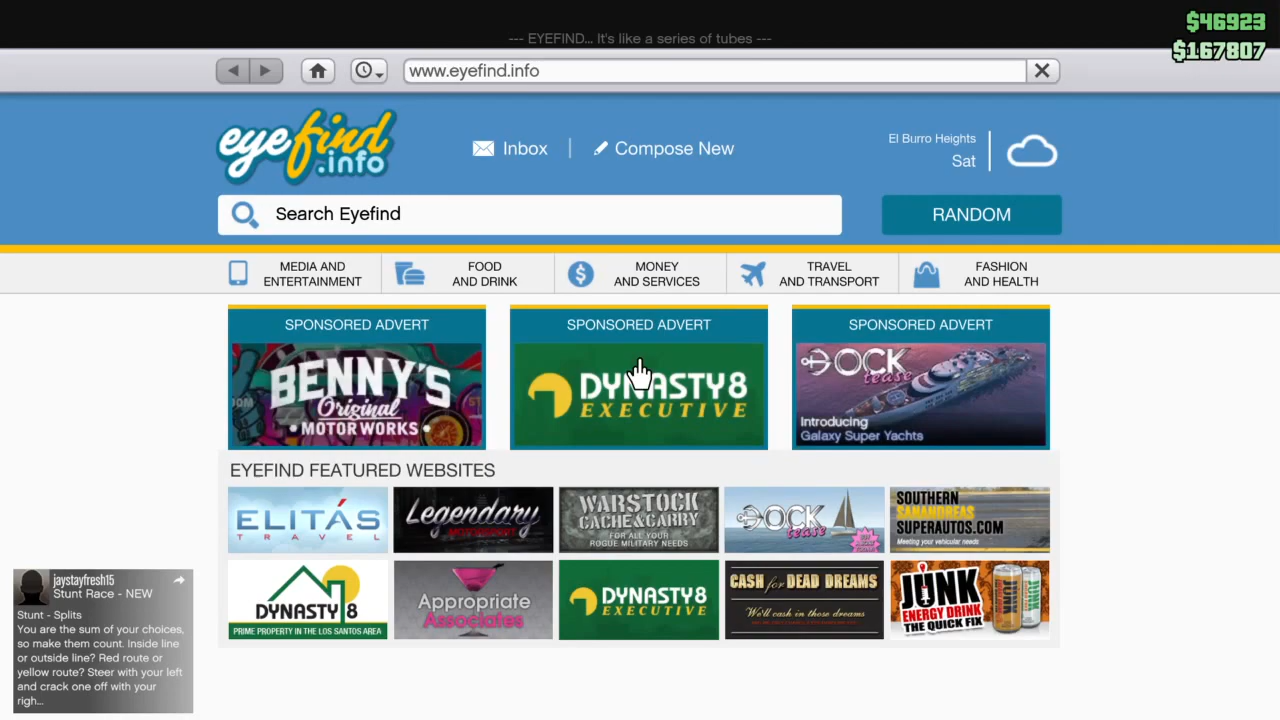 --- EYEFIND... It's like a series of tubes ---
$46923
$167807
www.eyefind.info
eyefind
.info
Inbox
Compose New
El Burro Heights
Sat
Search Eyefind
RANDOM
MEDIA AND
ENTERTAINMENT
FOOD
AND DRINK
MONEY
AND SERVICES
TRAVEL
AND TRANSPORT
FASHION
AND HEALTH
SPONSORED ADVERT
BENNY'S
Original
• MOTOR WORKS •
SPONSORED ADVERT
DYNASTY8
EXECUTIVE
SPONSORED ADVERT
DOCK
tease
Introducing
Galaxy Super Yachts
EYEFIND FEATURED WEBSITES
ELITÁS
TRAVEL
Legendary
MOTORSPORT
WARSTOCK
CACHE&CARRY
FOR ALL YOUR
ROGUE MILITARY NEEDS
DOCK
tease
SOUTHERN
SANANDREAS
SUPERAUTOS.COM
Meeting your vehicular needs
DYNASTY 8
PRIME PROPERTY IN THE LOS SANTOS AREA
Appropriate
Associates
DYNASTY8
EXECUTIVE
CASH for DEAD DREAMS
We'll cash in those dreams
JUNK
ENERGY DRINK
THE QUICK FIX
jaystayfresh15
Stunt Race - NEW
Stunt - Splits
You are the sum of your choices,
so make them count. Inside line
or outside line? Red route or
yellow route? Steer with your left
and crack one off with your
righ...